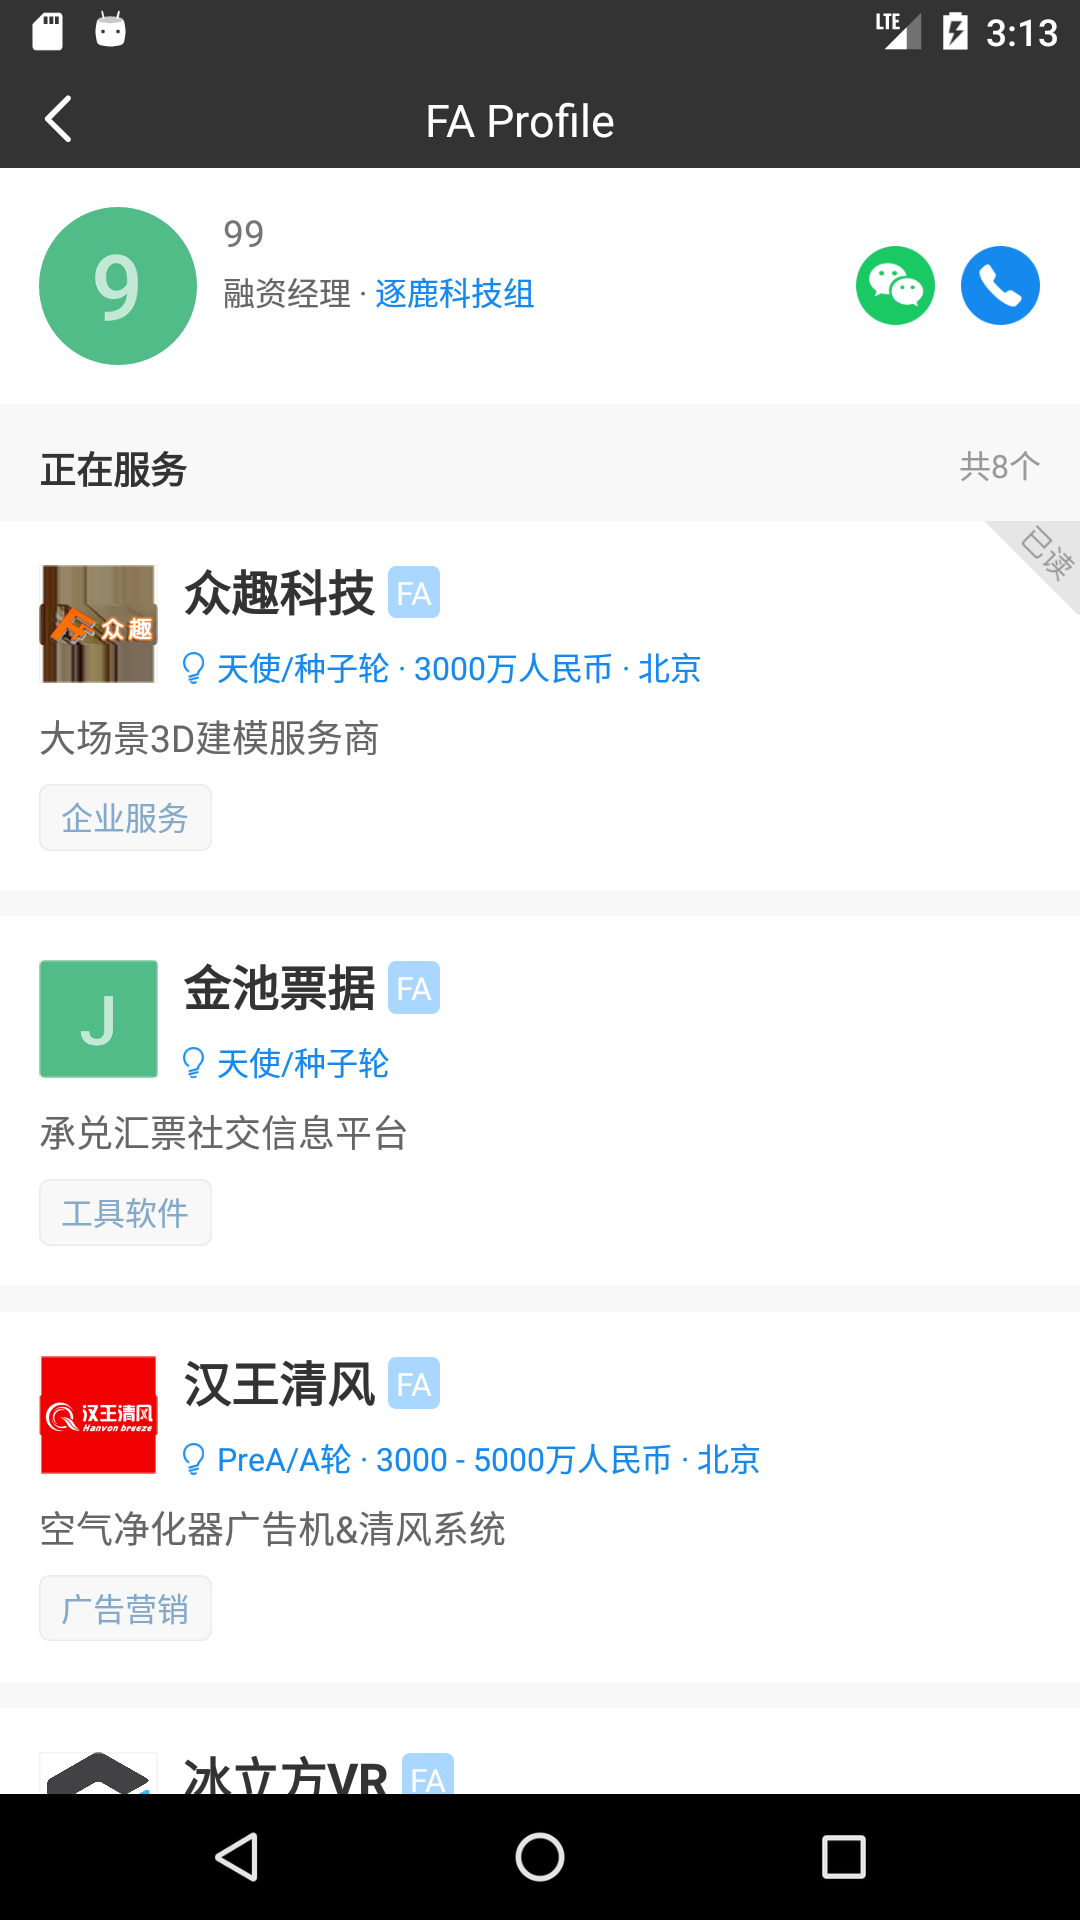 LTE 3:13
FA Profile
9
99
融资经理 · 逐鹿科技组
正在服务
共8个
已读
众趣
众趣科技 FA
天使/种子轮 · 3000万人民币 · 北京
大场景3D建模服务商
企业服务
J
金池票据 FA
天使/种子轮
承兑汇票社交信息平台
工具软件
汉王清风
Hanvon breeze
汉王清风 FA
PreA/A轮 · 3000 - 5000万人民币 · 北京
空气净化器广告机&清风系统
广告营销
冰立方VR FA